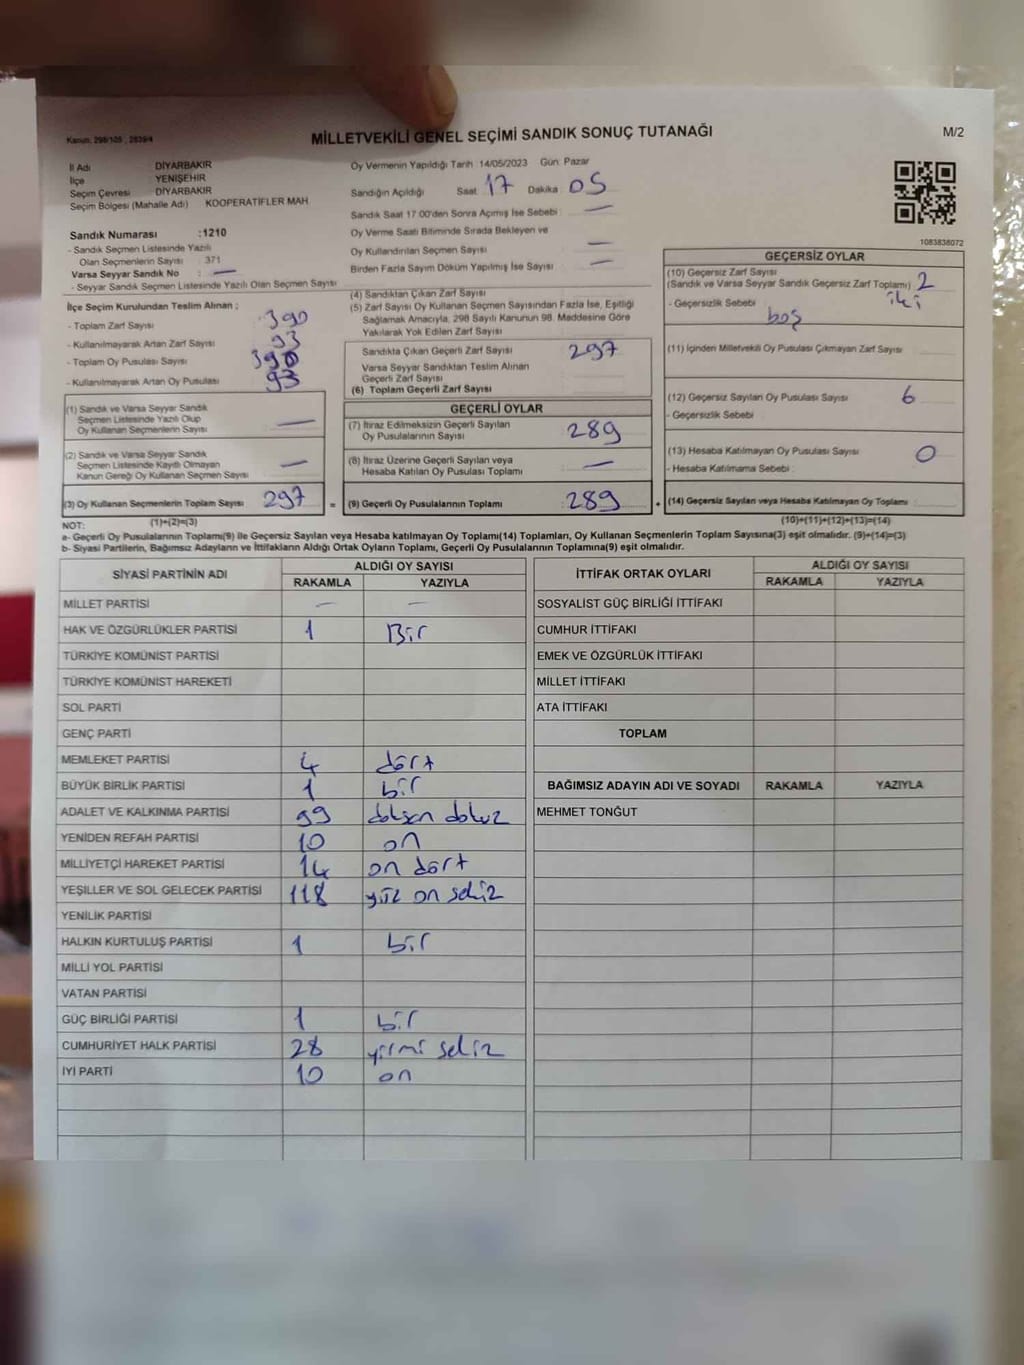 Kanun: 298/105 , 2839/4
MİLLETVEKİLİ GENEL SEÇİMİ SANDIK SONUÇ TUTANAĞI
M/2
İl Adı : DİYARBAKIR
İlçe : YENİŞEHİR
Seçim Çevresi : DİYARBAKIR
Seçim Bölgesi (Mahalle Adı) KOOPERATİFLER MAH.
Sandık Numarası :1210
- Sandık Seçmen Listesinde Yazılı
Olan Seçmenlerin Sayısı : 371
Varsa Seyyar Sandık No : —
- Seyyar Sandık Seçmen Listesinde Yazılı Olan Seçmen Sayısı
Oy Vermenin Yapıldığı Tarih 14/05/2023 Gün: Pazar
Sandığın Açıldığı Saat 17 Dakika : 05
Sandık Saat 17:00'den Sonra Açımış İse Sebebi : —
Oy Verme Saati Bitiminde Sırada Bekleyen ve
Oy Kullandırılan Seçmen Sayısı : —
Birden Fazla Sayım Döküm Yapılmış İse Sayısı : —
1083838072
İlçe Seçim Kurulundan Teslim Alınan ;
- Toplam Zarf Sayısı : 390
- Kullanılmayarak Artan Zarf Sayısı : 93
- Toplam Oy Pusulası Sayısı : 390
- Kullanılmayarak Artan Oy Pusulası : 93
(4) Sandıktan Çıkan Zarf Sayısı
(5) Zarf Sayısı Oy Kullanan Seçmen Sayısından Fazla İse, Eşitliği
Sağlamak Amacıyla, 298 Sayılı Kanunun 98. Maddesine Göre
Yakılarak Yok Edilen Zarf Sayısı
Sandıkta Çıkan Geçerli Zarf Sayısı : 297
Varsa Seyyar Sandıktan Teslim Alınan
Geçerli Zarf Sayısı
(6) Toplam Geçerli Zarf Sayısı
GEÇERSİZ OYLAR
(10) Geçersiz Zarf Sayısı
(Sandık ve Varsa Seyyar Sandık Geçersiz Zarf Toplamı) : 2
iki
- Geçersizlik Sebebi :
boş
(11) İçinden Milletvekili Oy Pusulası Çıkmayan Zarf Sayısı
(12) Geçersiz Sayılan Oy Pusulası Sayısı : 6
- Geçersizlik Sebebi :
(13) Hesaba Katılmayan Oy Pusulası Sayısı : 0
- Hesaba Katılmama Sebebi :
(14) Geçersiz Sayılan veya Hesaba Katılmayan Oy Toplamı :
(1) Sandık ve Varsa Seyyar Sandık
Seçmen Listesinde Yazılı Olup
Oy Kullanan Seçmenlerin Sayısı : —
(2) Sandık ve Varsa Seyyar Sandık
Seçmen Listesinde Kayıtlı Olmayan
Kanun Gereği Oy Kullanan Seçmen Sayısı : —
(3) Oy Kullanan Seçmenlerin Toplam Sayısı : 297 =
GEÇERLİ OYLAR
(7) İtiraz Edilmeksizin Geçerli Sayılan
Oy Pusulalarının Sayısı : 289
(8) İtiraz Üzerine Geçerli Sayılan veya
Hesaba Katılan Oy Pusulası Toplamı : —
(9) Geçerli Oy Pusulalarının Toplamı : 289 +
NOT: (1)+(2)=(3) (10)+(11)+(12)+(13)=(14)
a- Geçerli Oy Pusulalarının Toplamı(9) ile Geçersiz Sayılan veya Hesaba katılmayan Oy Toplamı(14) Toplamları, Oy Kullanan Seçmenlerin Toplam Sayısına(3) eşit olmalıdır. (9)+(14)=(3)
b- Siyasi Partilerin, Bağımsız Adayların ve İttifakların Aldığı Ortak Oyların Toplamı, Geçerli Oy Pusulalarının Toplamına(9) eşit olmalıdır.
SİYASİ PARTİNİN ADI ALDIĞI OY SAYISI
RAKAMLA YAZIYLA
MİLLET PARTİSİ — —
HAK VE ÖZGÜRLÜKLER PARTİSİ 1 Bir
TÜRKİYE KOMÜNİST PARTİSİ
TÜRKİYE KOMÜNİST HAREKETİ
SOL PARTİ
GENÇ PARTİ
MEMLEKET PARTİSİ 4 dört
BÜYÜK BİRLİK PARTİSİ 1 bir
ADALET VE KALKINMA PARTİSİ 99 doksan dokuz
YENİDEN REFAH PARTİSİ 10 on
MİLLİYETÇİ HAREKET PARTİSİ 14 on dört
YEŞİLLER VE SOL GELECEK PARTİSİ 118 yüz on sekiz
YENİLİK PARTİSİ
HALKIN KURTULUŞ PARTİSİ 1 bir
MİLLİ YOL PARTİSİ
VATAN PARTİSİ
GÜÇ BİRLİĞİ PARTİSİ 1 bir
CUMHURİYET HALK PARTİSİ 28 yirmi sekiz
İYİ PARTİ 10 on
İTTİFAK ORTAK OYLARI ALDIĞI OY SAYISI
RAKAMLA YAZIYLA
SOSYALİST GÜÇ BİRLİĞİ İTTİFAKI
CUMHUR İTTİFAKI
EMEK VE ÖZGÜRLÜK İTTİFAKI
MİLLET İTTİFAKI
ATA İTTİFAKI
TOPLAM
BAĞIMSIZ ADAYIN ADI VE SOYADI RAKAMLA YAZIYLA
MEHMET TONĞUT